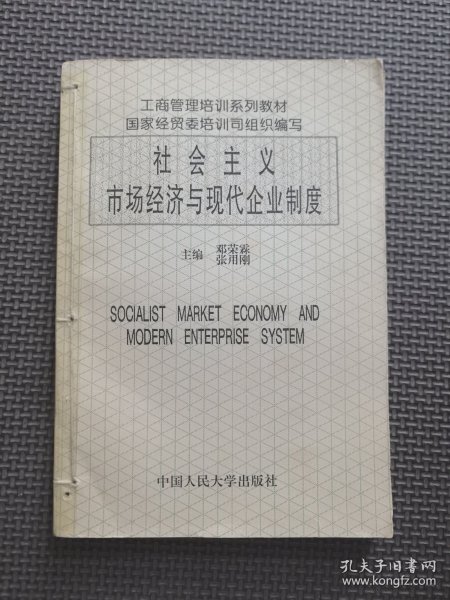 工商管理培训系列教材
国家经贸委培训司组织编写
社会主义
市场经济与现代企业制度
主编 邓荣霖
张用刚
SOCIALIST MARKET ECONOMY AND
MODERN ENTERPRISE SYSTEM
中国人民大学出版社
孔夫子旧书网
www.kongfz.com